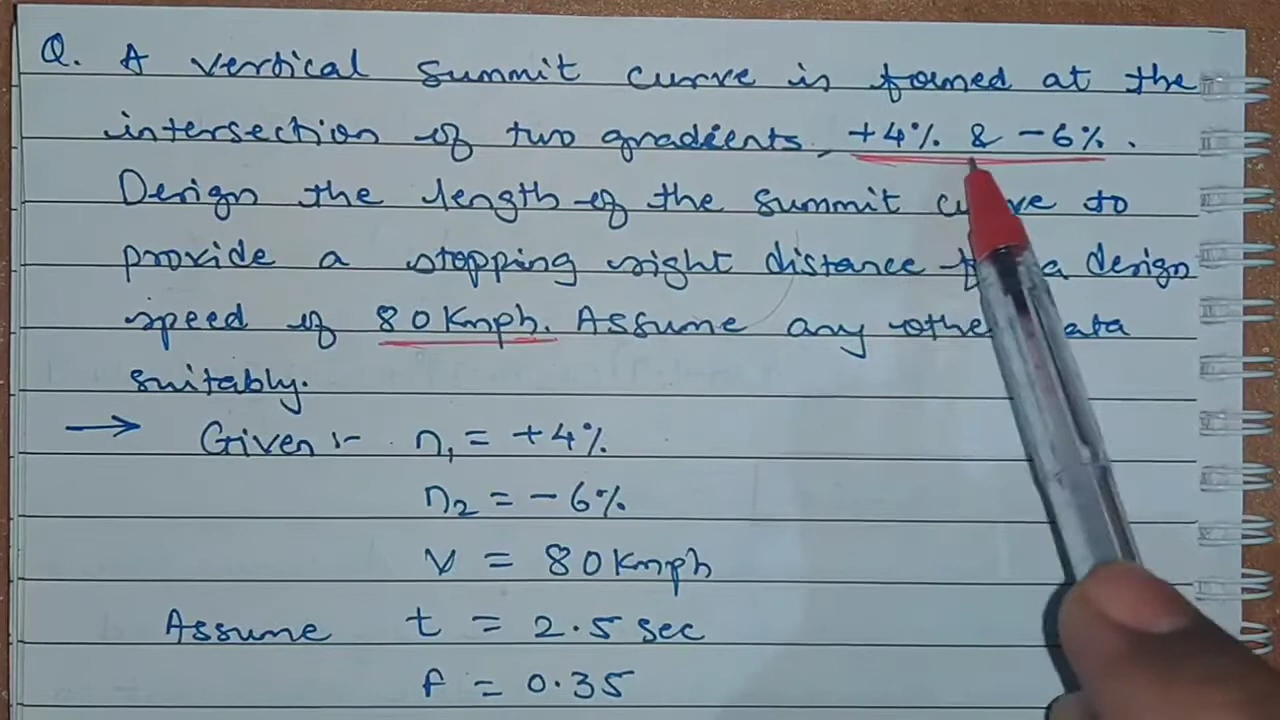 Q. A vertical summit curve is formed at the
intersection of two gradients, +4% & -6%.
Design the length of the summit curve to
provide a stopping sight distance a design
speed of 80 Kmph. Assume any other data
suitably.
→ Given :- n₁ = +4%
n₂ = -6%
V = 80 Kmph
Assume t = 2.5 sec
f = 0.35